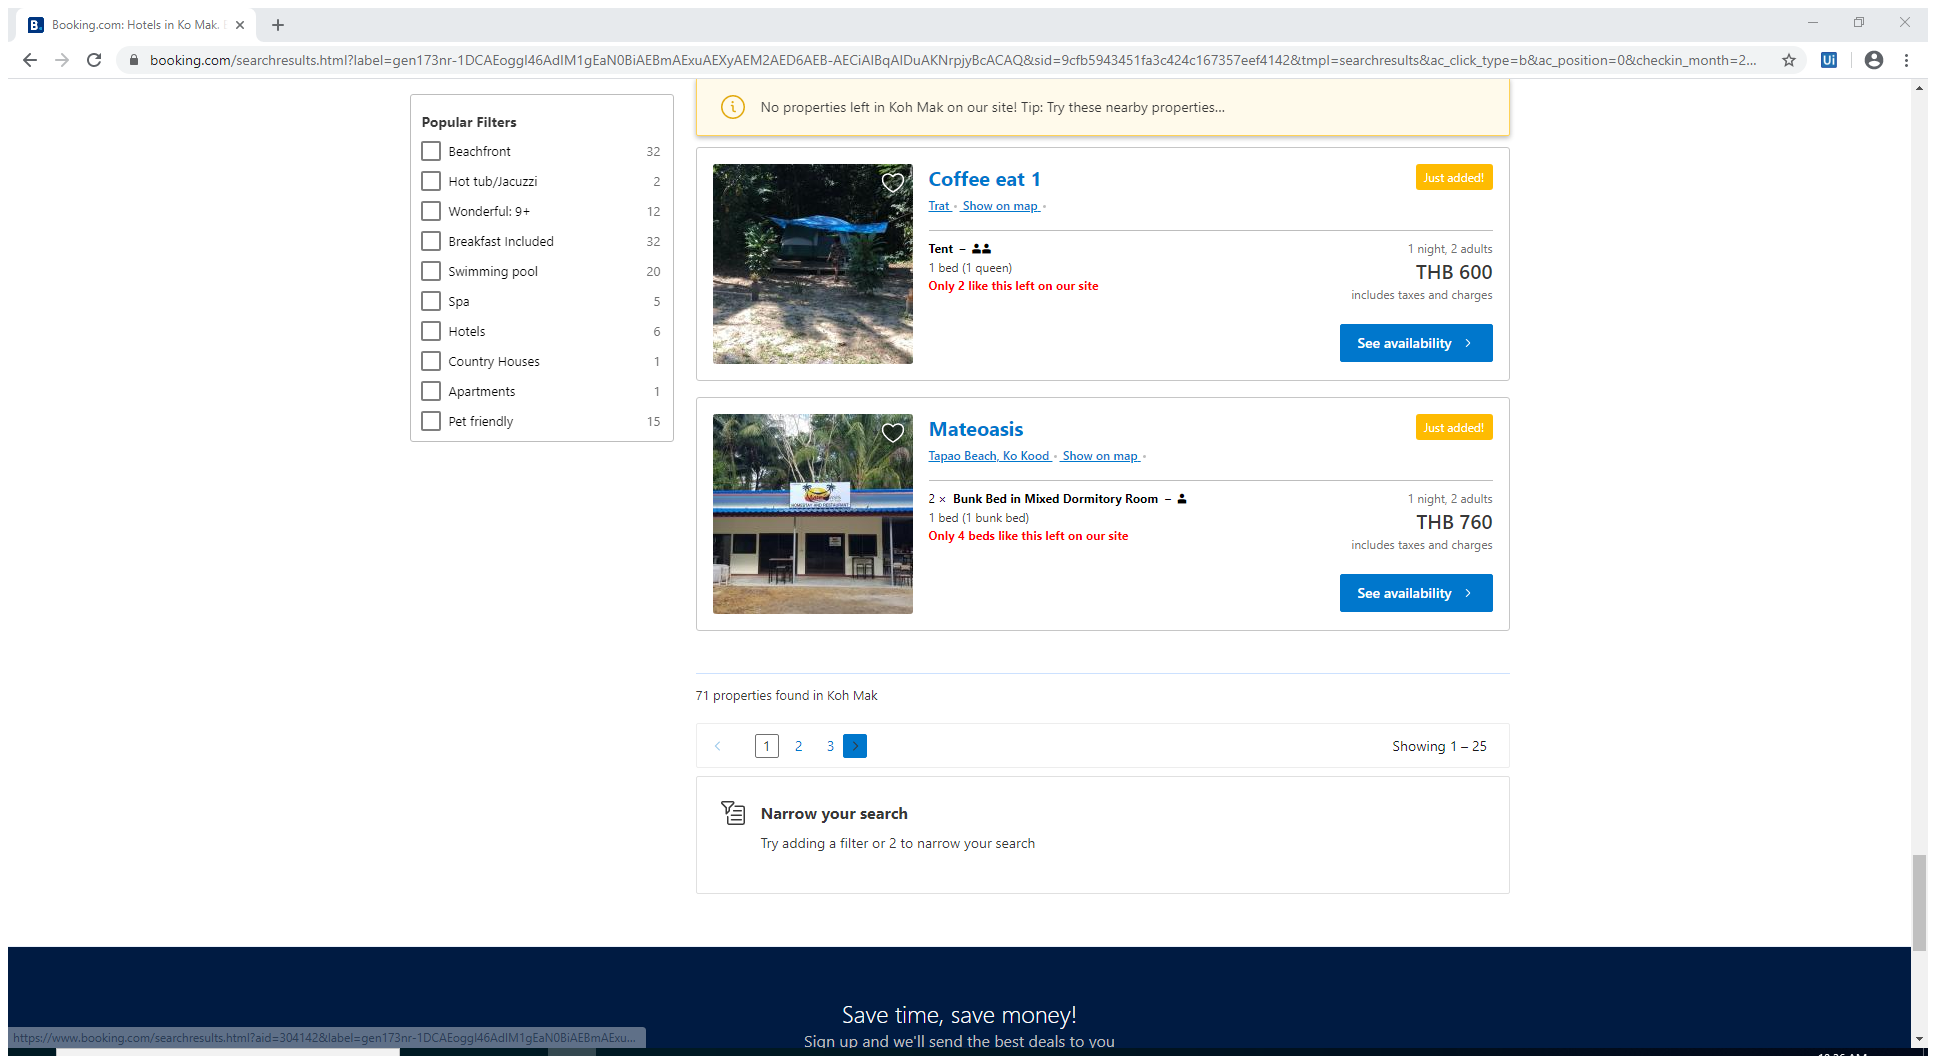 Booking.com: Hotels in Ko Mak.
booking.com/searchresults.html?label=gen173nr-1DCAEoggI46AdIM1gEaN0BiAEBmAExuAEXyAEM2AED6AEB-AECiAIBqAIDuAKNrpjyBcACAQ&sid=9cfb5943451fa3c424c167357eef4142&tmpl=searchresults&ac_click_type=b&ac_position=0&checkin_month=2...
Ui
Popular Filters
Beachfront 32
Hot tub/Jacuzzi 2
Wonderful: 9+ 12
Breakfast Included 32
Swimming pool 20
Spa 5
Hotels 6
Country Houses 1
Apartments 1
Pet friendly 15
No properties left in Koh Mak on our site! Tip: Try these nearby properties...
Coffee eat 1
Just added!
Trat • Show on map •
Tent –
1 night, 2 adults
1 bed (1 queen)
THB 600
Only 2 like this left on our site
includes taxes and charges
See availability
Mateoasis
Just added!
Tapao Beach, Ko Kood • Show on map •
2 × Bunk Bed in Mixed Dormitory Room –
1 night, 2 adults
1 bed (1 bunk bed)
THB 760
Only 4 beds like this left on our site
includes taxes and charges
See availability
71 properties found in Koh Mak
1 2 3
Showing 1 – 25
Narrow your search
Try adding a filter or 2 to narrow your search
Save time, save money!
Sign up and we'll send the best deals to you
https://www.booking.com/searchresults.html?aid=304142&label=gen173nr-1DCAEoggI46AdIM1gEaN0BiAEBmAExu...